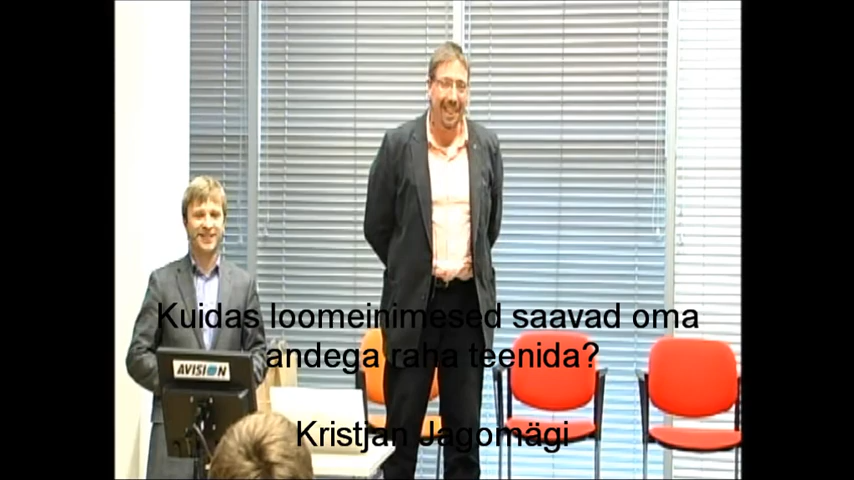 Kuidas loomeinimesed saavad oma
andega raha teenida?
Kristjan Jagomägi
AVISION